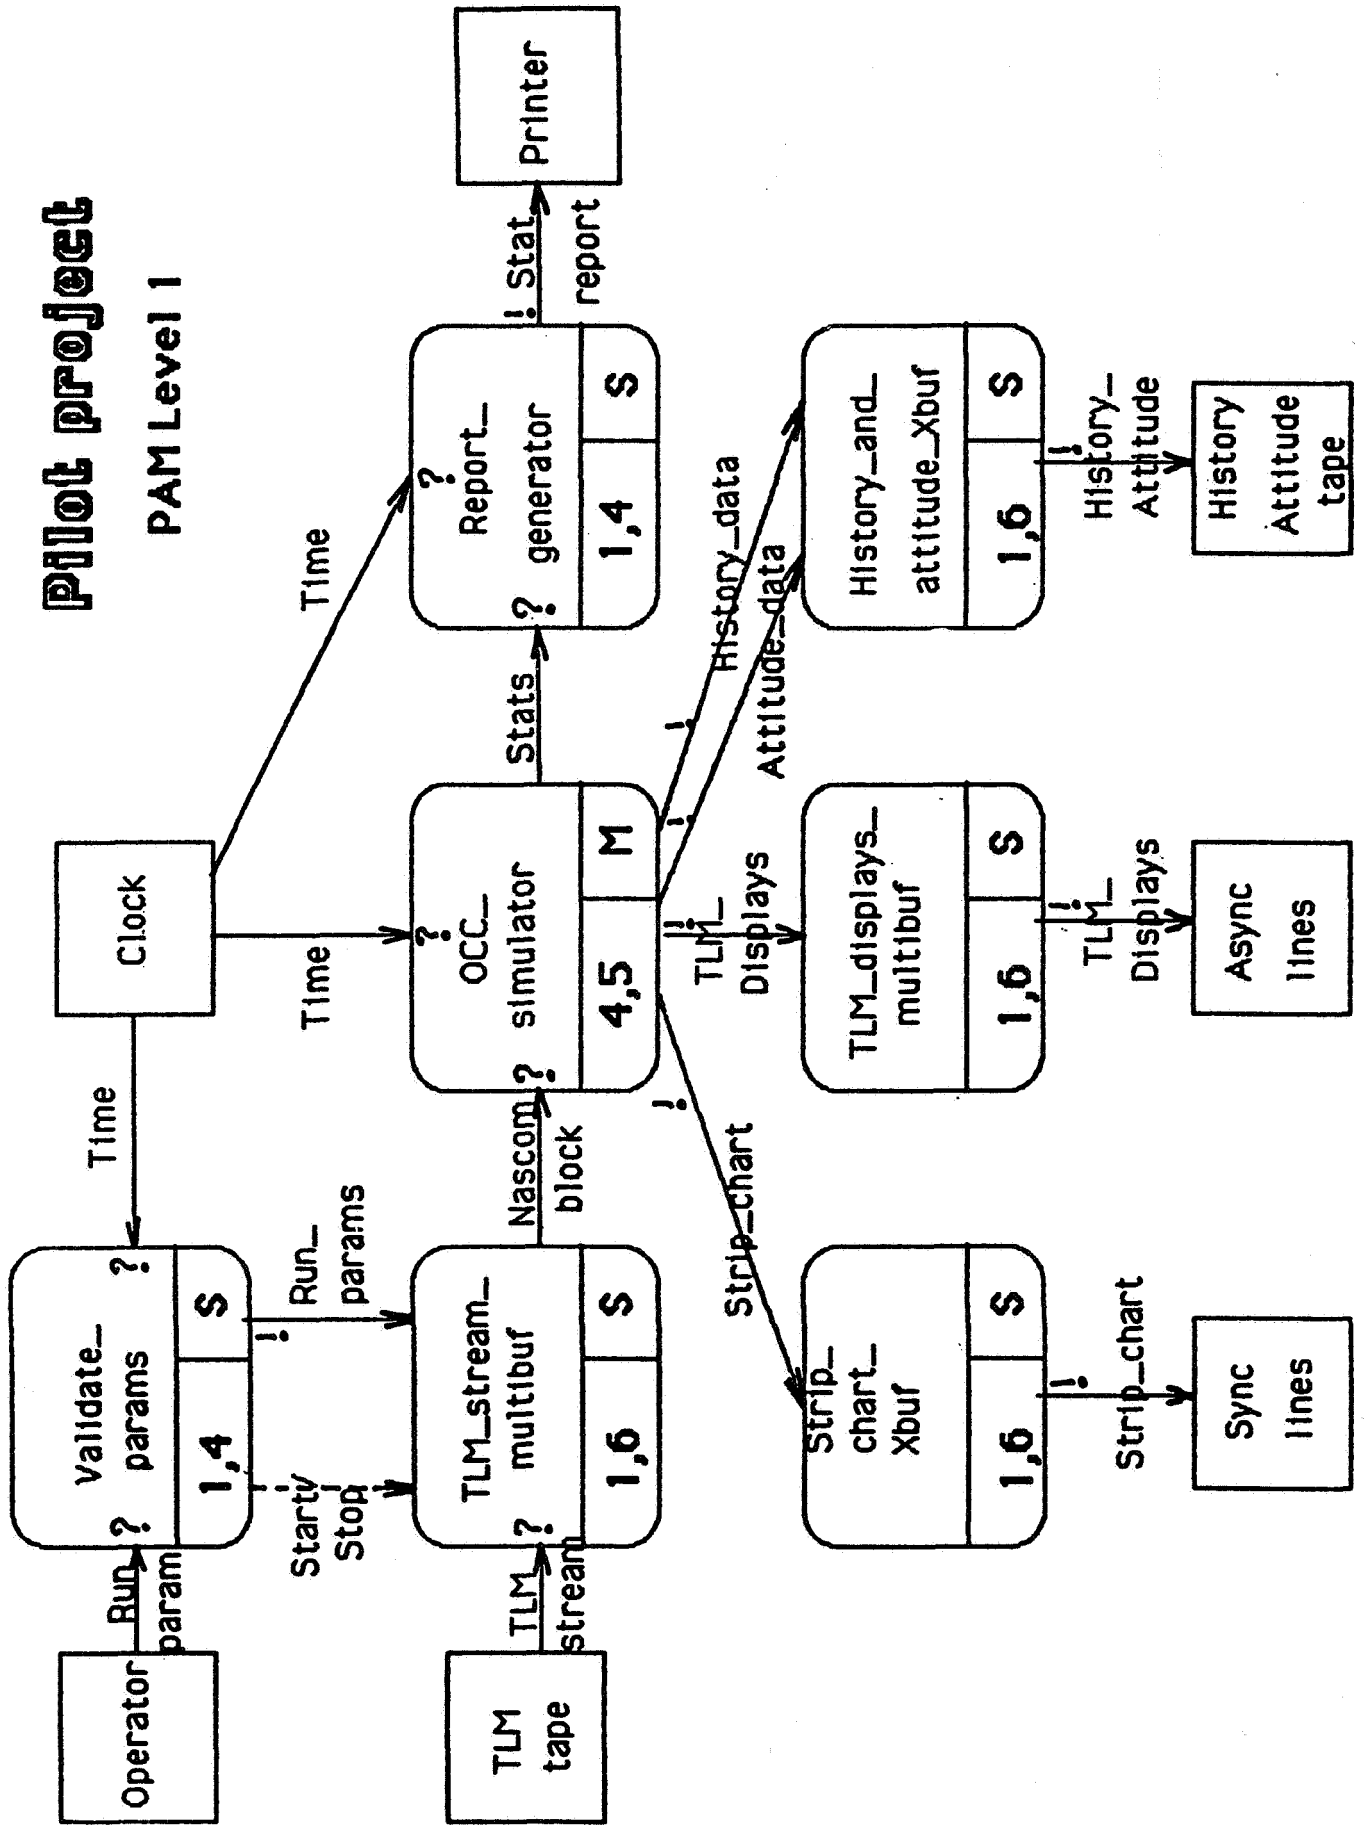 Pilot project
PAM Level 1
Operator
Run
param
?
Validate_
params
?
1,4
S
Time
Clock
Start/
Stop
!
Run_
params
Time
Time
TLM
tape
TLM
stream
?
TLM_stream_
multibuf
1,6
S
Nascom
block
?
?
OCC_
simulator
4,5
M
Stats
?
?
Report_
generator
1,4
S
!
Stat_
report
Printer
!
Strip_chart
!
TLM_
Displays
!
Attitude_data
!
History_data
Strip_
chart_
Xbuf
1,6
S
TLM_displays_
multibuf
1,6
S
History_and_
attitude_Xbuf
1,6
S
!
Strip_chart
!
TLM_
Displays
!
History_
Attitude
Sync
lines
Async
lines
History
Attitude
tape